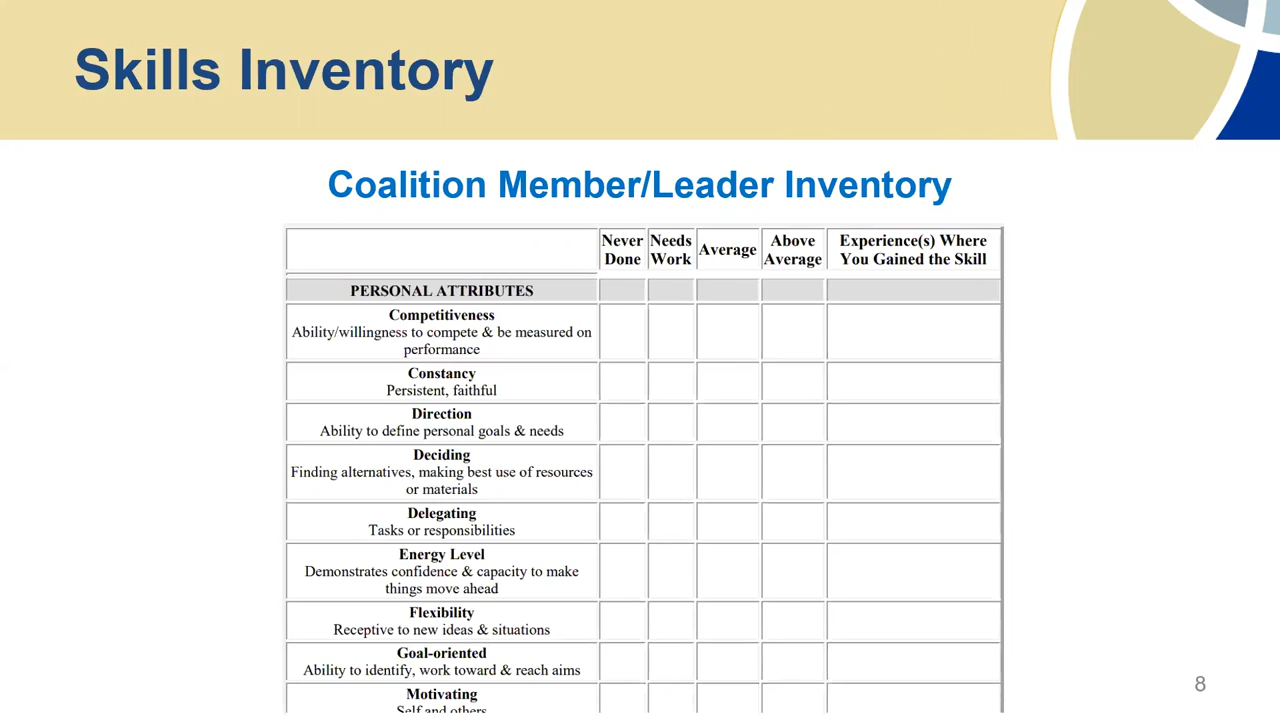 Skills Inventory
Coalition Member/Leader Inventory
Never Done
Needs Work
Average
Above Average
Experience(s) Where You Gained the Skill
PERSONAL ATTRIBUTES
Competitiveness
Ability/willingness to compete & be measured on
performance
Constancy
Persistent, faithful
Direction
Ability to define personal goals & needs
Deciding
Finding alternatives, making best use of resources
or materials
Delegating
Tasks or responsibilities
Energy Level
Demonstrates confidence & capacity to make
things move ahead
Flexibility
Receptive to new ideas & situations
Goal-oriented
Ability to identify, work toward & reach aims
Motivating
Self and others
8